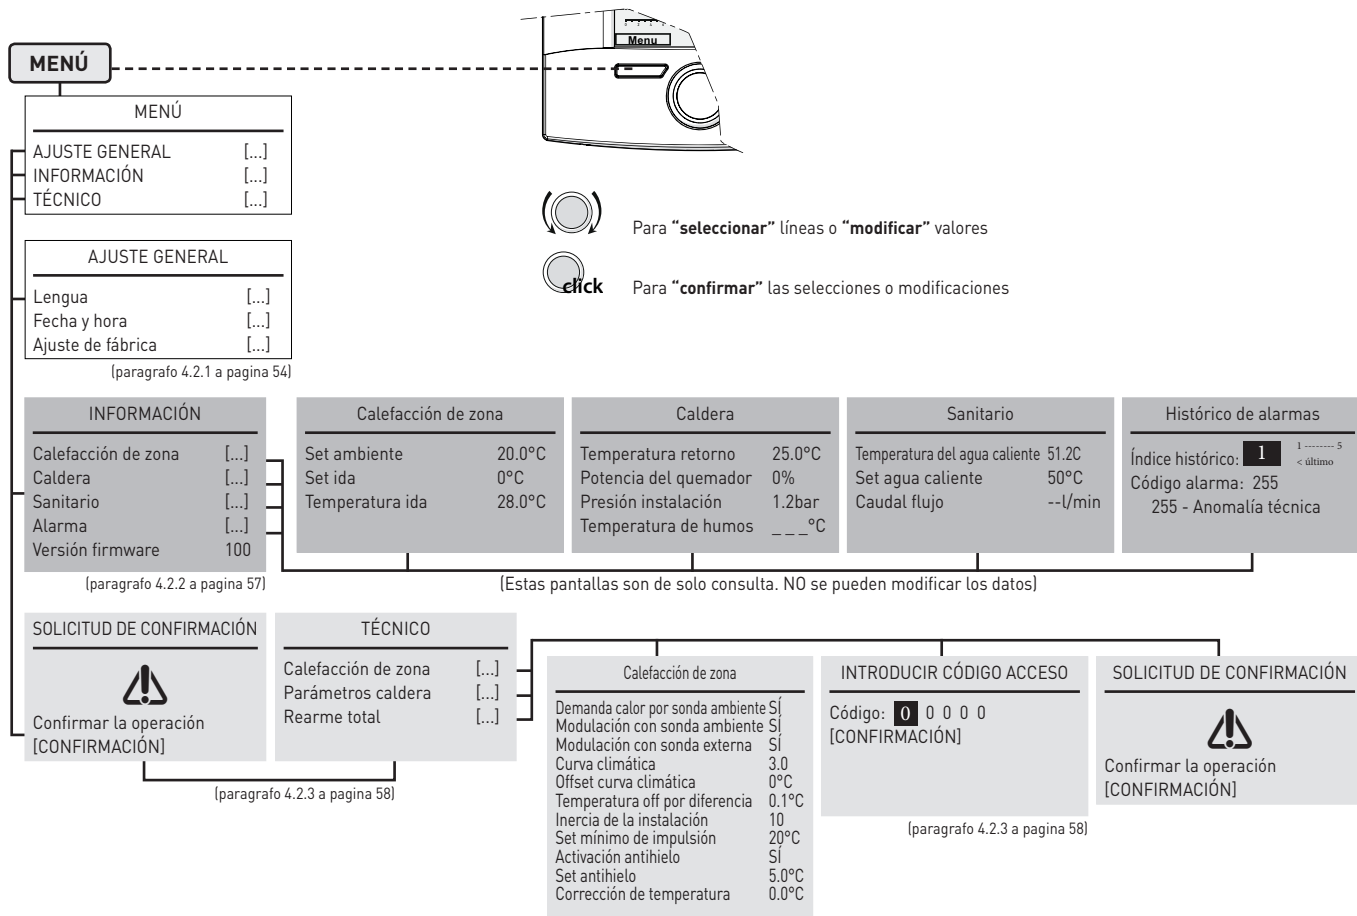 Menu
MENÚ
MENÚ
AJUSTE GENERAL [...]
INFORMACIÓN [...]
TÉCNICO [...]
Para “seleccionar” líneas o “modificar” valores
click
Para “confirmar” las selecciones o modificaciones
AJUSTE GENERAL
Lengua [...]
Fecha y hora [...]
Ajuste de fábrica [...]
(paragrafo 4.2.1 a pagina 54)
INFORMACIÓN
Calefacción de zona [...]
Caldera [...]
Sanitario [...]
Alarma [...]
Versión firmware 100
(paragrafo 4.2.2 a pagina 57)
Calefacción de zona
Set ambiente 20.0°C
Set ida 0°C
Temperatura ida 28.0°C
Caldera
Temperatura retorno 25.0°C
Potencia del quemador 0%
Presión instalación 1.2bar
Temperatura de humos _ _ _°C
Sanitario
Temperatura del agua caliente 51.2C
Set agua caliente 50°C
Caudal flujo --l/min
Histórico de alarmas
Índice histórico: 1 1 -------- 5
< último
Código alarma: 255
255 - Anomalía técnica
(Estas pantallas son de solo consulta. NO se pueden modificar los datos)
SOLICITUD DE CONFIRMACIÓN
Confirmar la operación
[CONFIRMACIÓN]
TÉCNICO
Calefacción de zona [...]
Parámetros caldera [...]
Rearme total [...]
(paragrafo 4.2.3 a pagina 58)
Calefacción de zona
Demanda calor por sonda ambiente SÍ
Modulación con sonda ambiente SÍ
Modulación con sonda externa SÍ
Curva climática 3.0
Offset curva climática 0°C
Temperatura off por diferencia 0.1°C
Inercia de la instalación 10
Set mínimo de impulsión 20°C
Activación antihielo SÍ
Set antihielo 5.0°C
Corrección de temperatura 0.0°C
INTRODUCIR CÓDIGO ACCESO
Código: 0 0 0 0 0
[CONFIRMACIÓN]
(paragrafo 4.2.3 a pagina 58)
SOLICITUD DE CONFIRMACIÓN
Confirmar la operación
[CONFIRMACIÓN]